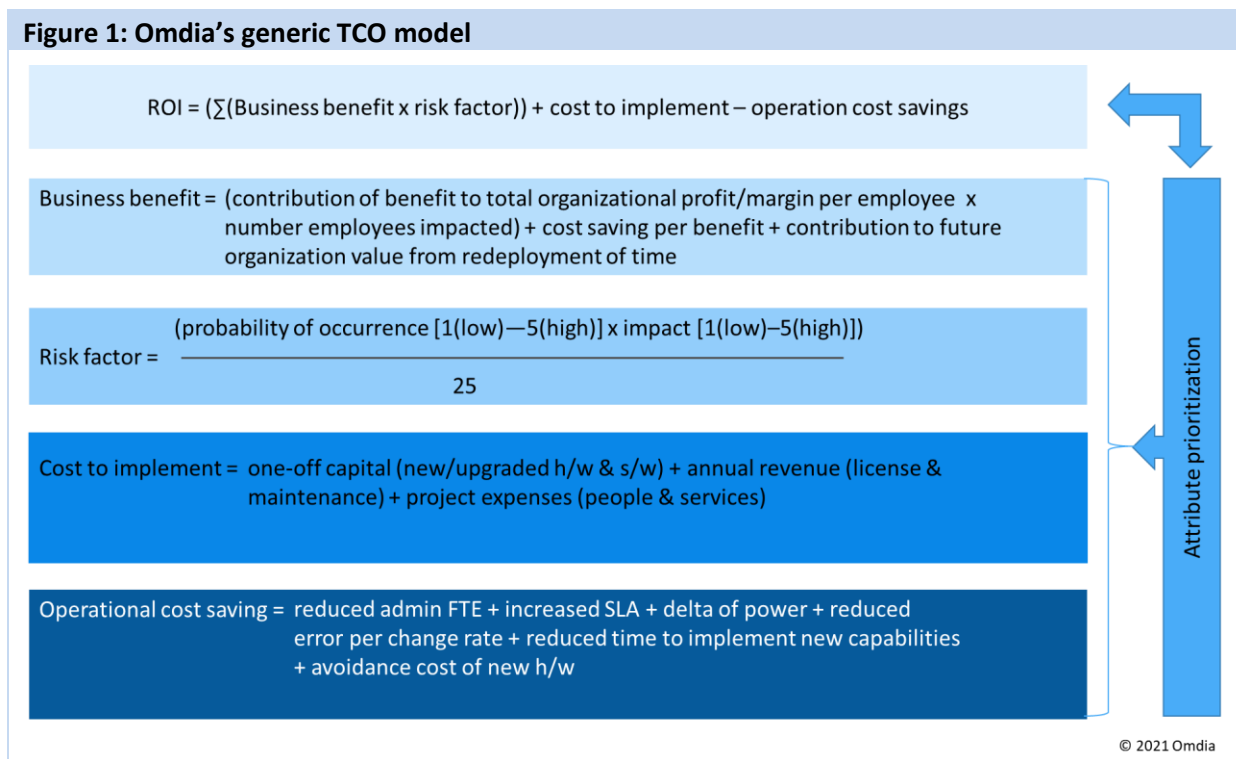 Figure 1: Omdia’s generic TCO model
ROI = (∑(Business benefit x risk factor)) + cost to implement – operation cost savings
Business benefit = (contribution of benefit to total organizational profit/margin per employee x
number employees impacted) + cost saving per benefit + contribution to future
organization value from redeployment of time
(probability of occurrence [1(low)—5(high)] x impact [1(low)–5(high)])
Risk factor =
25
Cost to implement = one-off capital (new/upgraded h/w & s/w) + annual revenue (license &
maintenance) + project expenses (people & services)
Operational cost saving = reduced admin FTE + increased SLA + delta of power + reduced
error per change rate + reduced time to implement new capabilities
+ avoidance cost of new h/w
Attribute prioritization
© 2021 Omdia